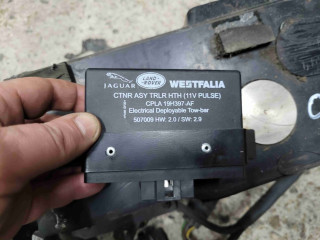 JAGUAR LAND ROVER WESTFALIA
CTNR ASY TRLR HTH (11V PULSE)
CPLA 19H397-AF
Electrical Deployable Tow-bar
507009 HW: 2.0 / SW: 2.9